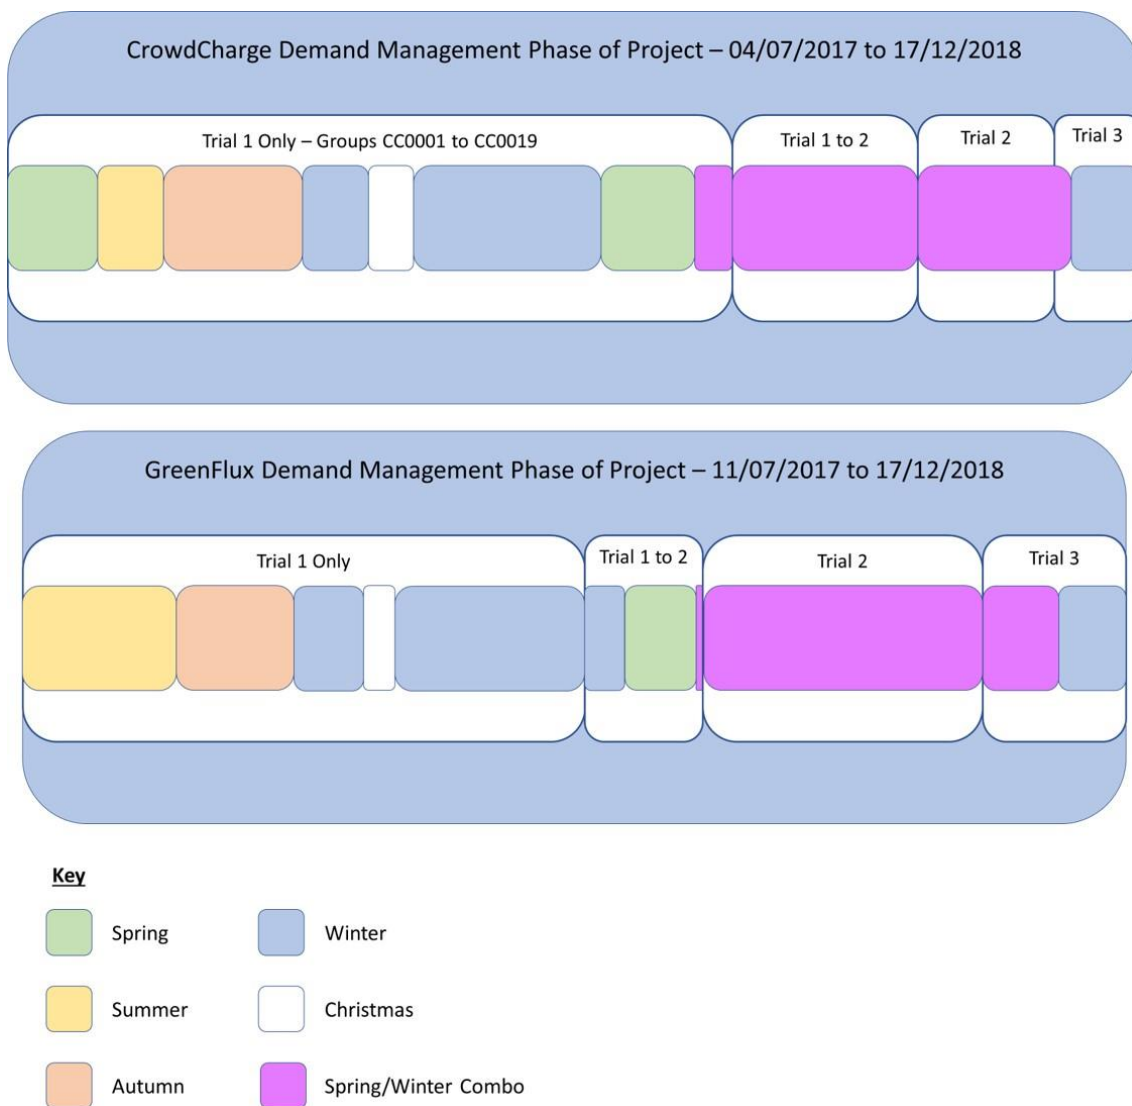 CrowdCharge Demand Management Phase of Project – 04/07/2017 to 17/12/2018
Trial 1 Only – Groups CC0001 to CC0019
Trial 1 to 2
Trial 2
Trial 3
GreenFlux Demand Management Phase of Project – 11/07/2017 to 17/12/2018
Trial 1 Only
Trial 1 to 2
Trial 2
Trial 3
Key
Spring
Winter
Summer
Christmas
Autumn
Spring/Winter Combo